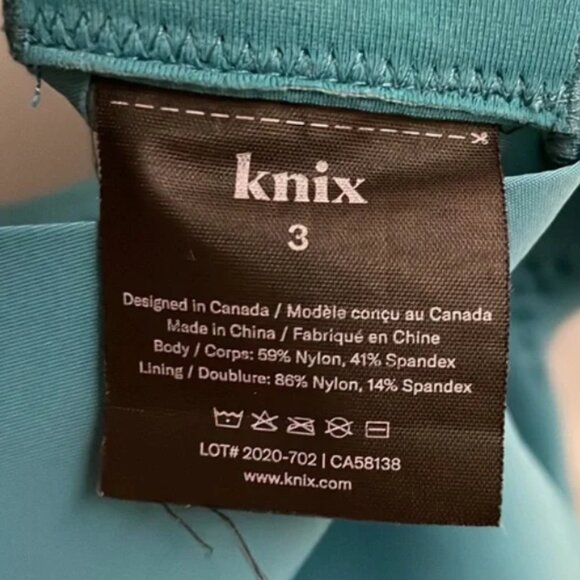 knix
3
Designed in Canada / Modèle conçu au Canada
Made in China / Fabriqué en Chine
Body / Corps: 59% Nylon, 41% Spandex
Lining / Doublure: 86% Nylon, 14% Spandex
LOT# 2020-702 | CA58138
www.knix.com